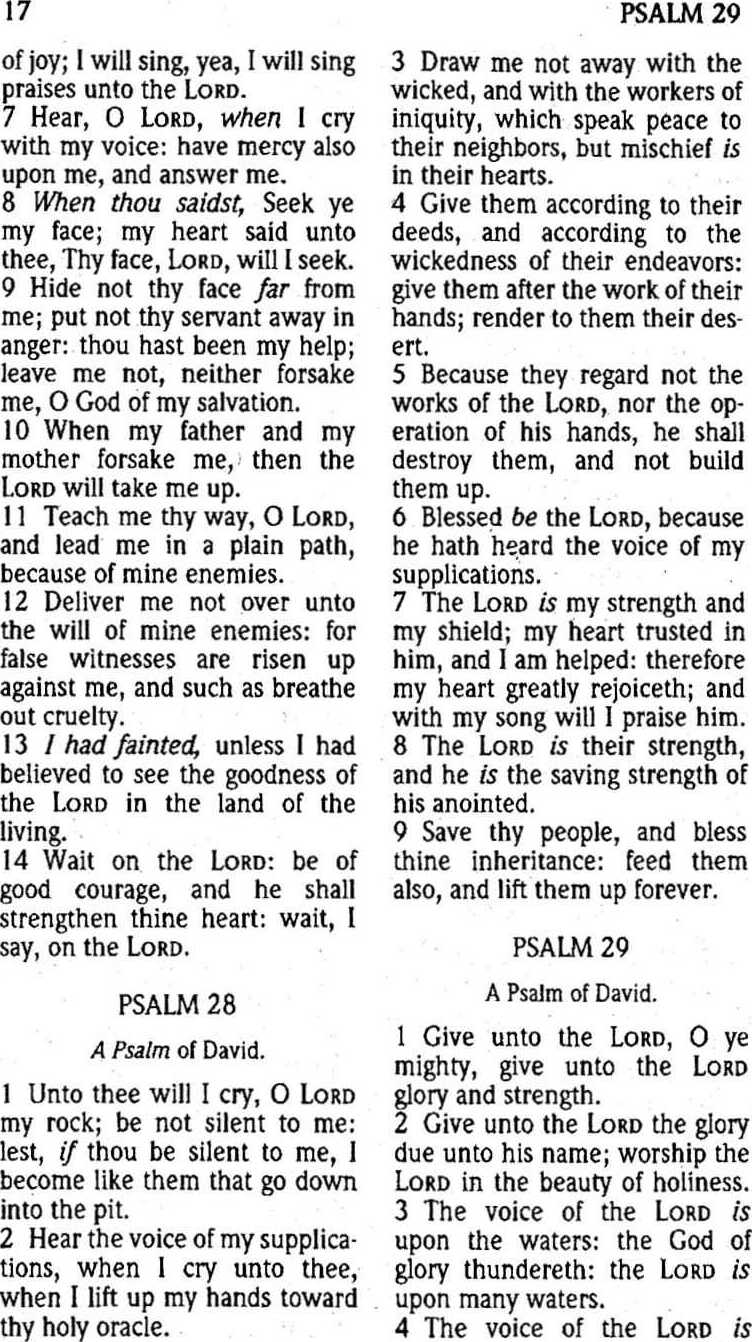 17
PSALM 29
of joy; I will sing, yea, I will sing
praises unto the LORD.
7 Hear, O LORD, when I cry
with my voice: have mercy also
upon me, and answer me.
8 When thou saidst, Seek ye
my face; my heart said unto
thee, Thy face, LORD, will I seek.
9 Hide not thy face far from
me; put not thy servant away in
anger: thou hast been my help;
leave me not, neither forsake
me, O God of my salvation.
10 When my father and my
mother forsake me, then the
LORD will take me up.
11 Teach me thy way, O LORD,
and lead me in a plain path,
because of mine enemies.
12 Deliver me not over unto
the will of mine enemies: for
false witnesses are risen up
against me, and such as breathe
out cruelty.
13 I had fainted, unless I had
believed to see the goodness of
the LORD in the land of the
living.
14 Wait on the LORD: be of
good courage, and he shall
strengthen thine heart: wait, I
say, on the LORD.
PSALM 28
A Psalm of David.
1 Unto thee will I cry, O LORD
my rock; be not silent to me:
lest, if thou be silent to me, I
become like them that go down
into the pit.
2 Hear the voice of my supplica-
tions, when I cry unto thee,
when I lift up my hands toward
thy holy oracle.
3 Draw me not away with the
wicked, and with the workers of
iniquity, which speak peace to
their neighbors, but mischief is
in their hearts.
4 Give them according to their
deeds, and according to the
wickedness of their endeavors:
give them after the work of their
hands; render to them their des-
ert.
5 Because they regard not the
works of the LORD, nor the op-
eration of his hands, he shall
destroy them, and not build
them up.
6 Blessed be the LORD, because
he hath heard the voice of my
supplications.
7 The LORD is my strength and
my shield; my heart trusted in
him, and I am helped: therefore
my heart greatly rejoiceth; and
with my song will I praise him.
8 The LORD is their strength,
and he is the saving strength of
his anointed.
9 Save thy people, and bless
thine inheritance: feed them
also, and lift them up forever.
PSALM 29
A Psalm of David.
1 Give unto the LORD, O ye
mighty, give unto the LORD
glory and strength.
2 Give unto the LORD the glory
due unto his name; worship the
LORD in the beauty of holiness.
3 The voice of the LORD is
upon the waters: the God of
glory thundereth: the LORD is
upon many waters.
4 The voice of the LORD is